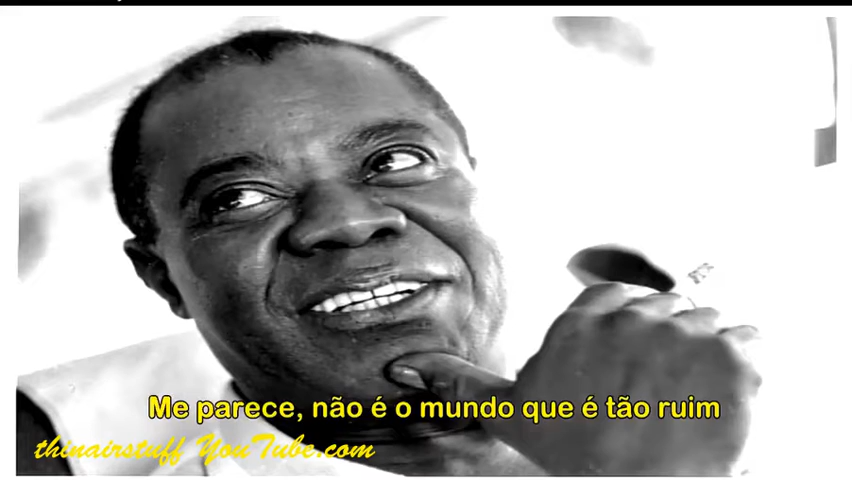 Me parece, não é o mundo que é tão ruim
thinairstuff YouTube.com